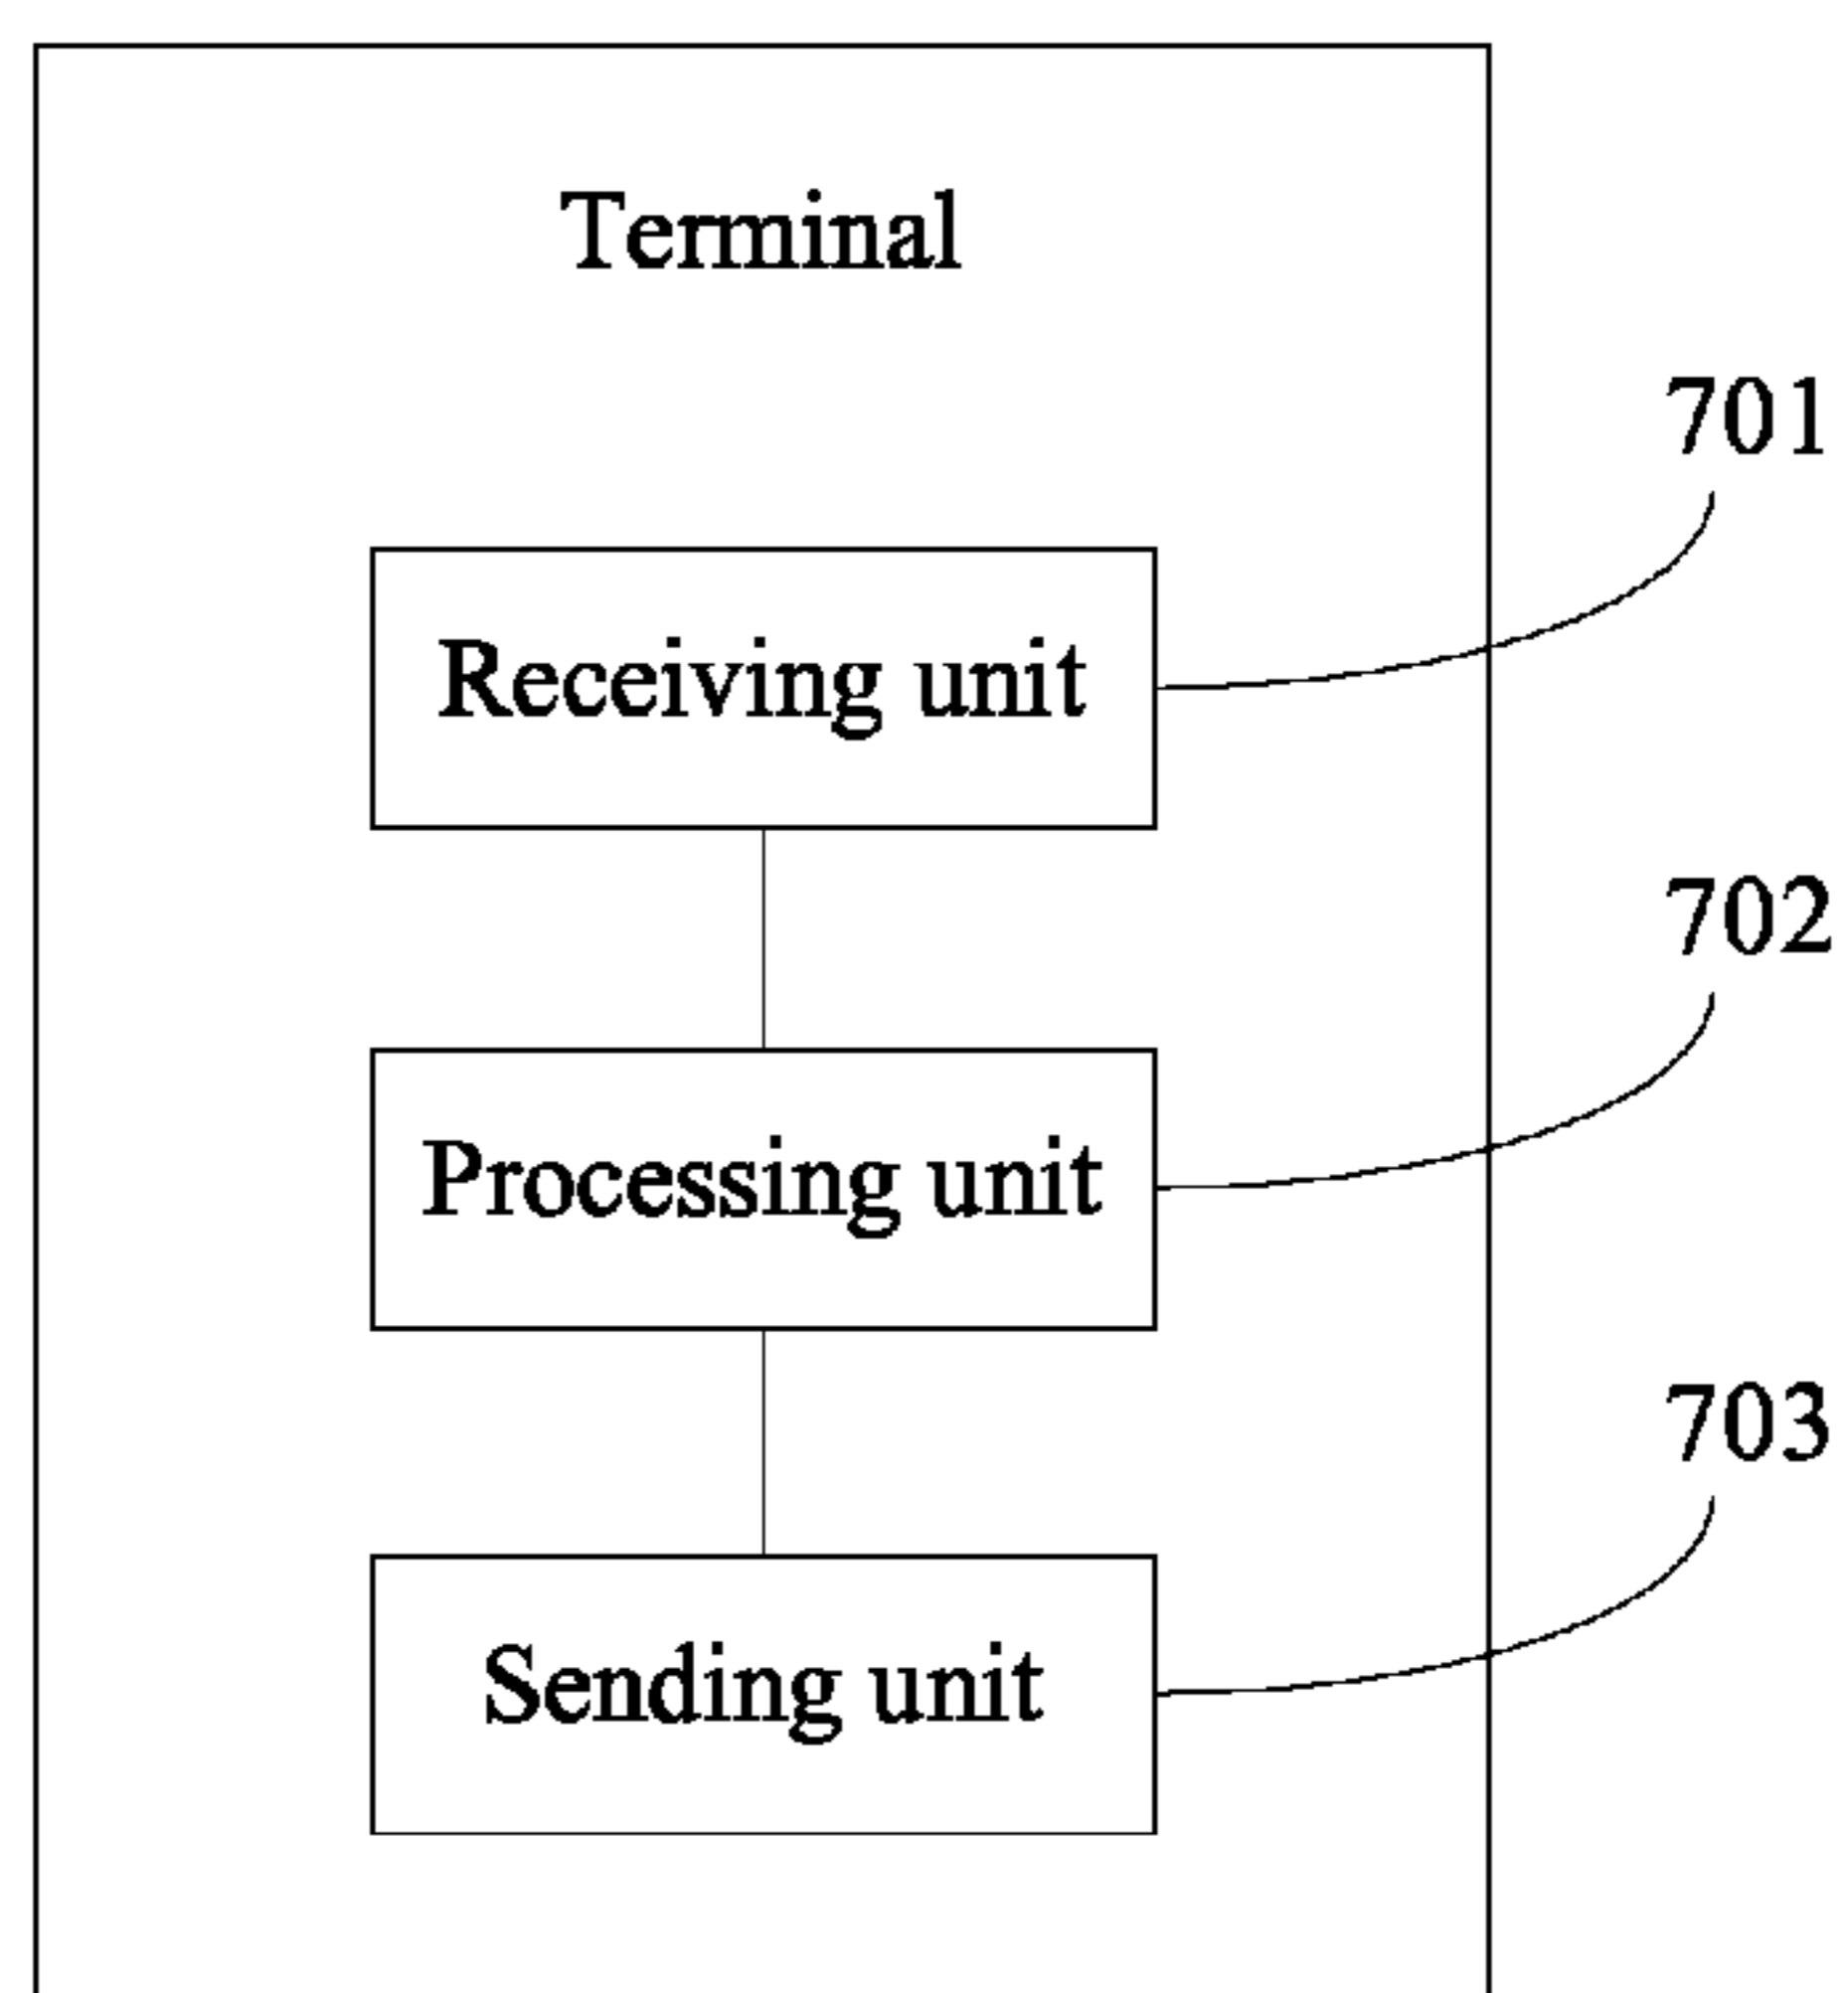 Terminal
701
Receiving unit
702
Processing unit
703
Sending unit